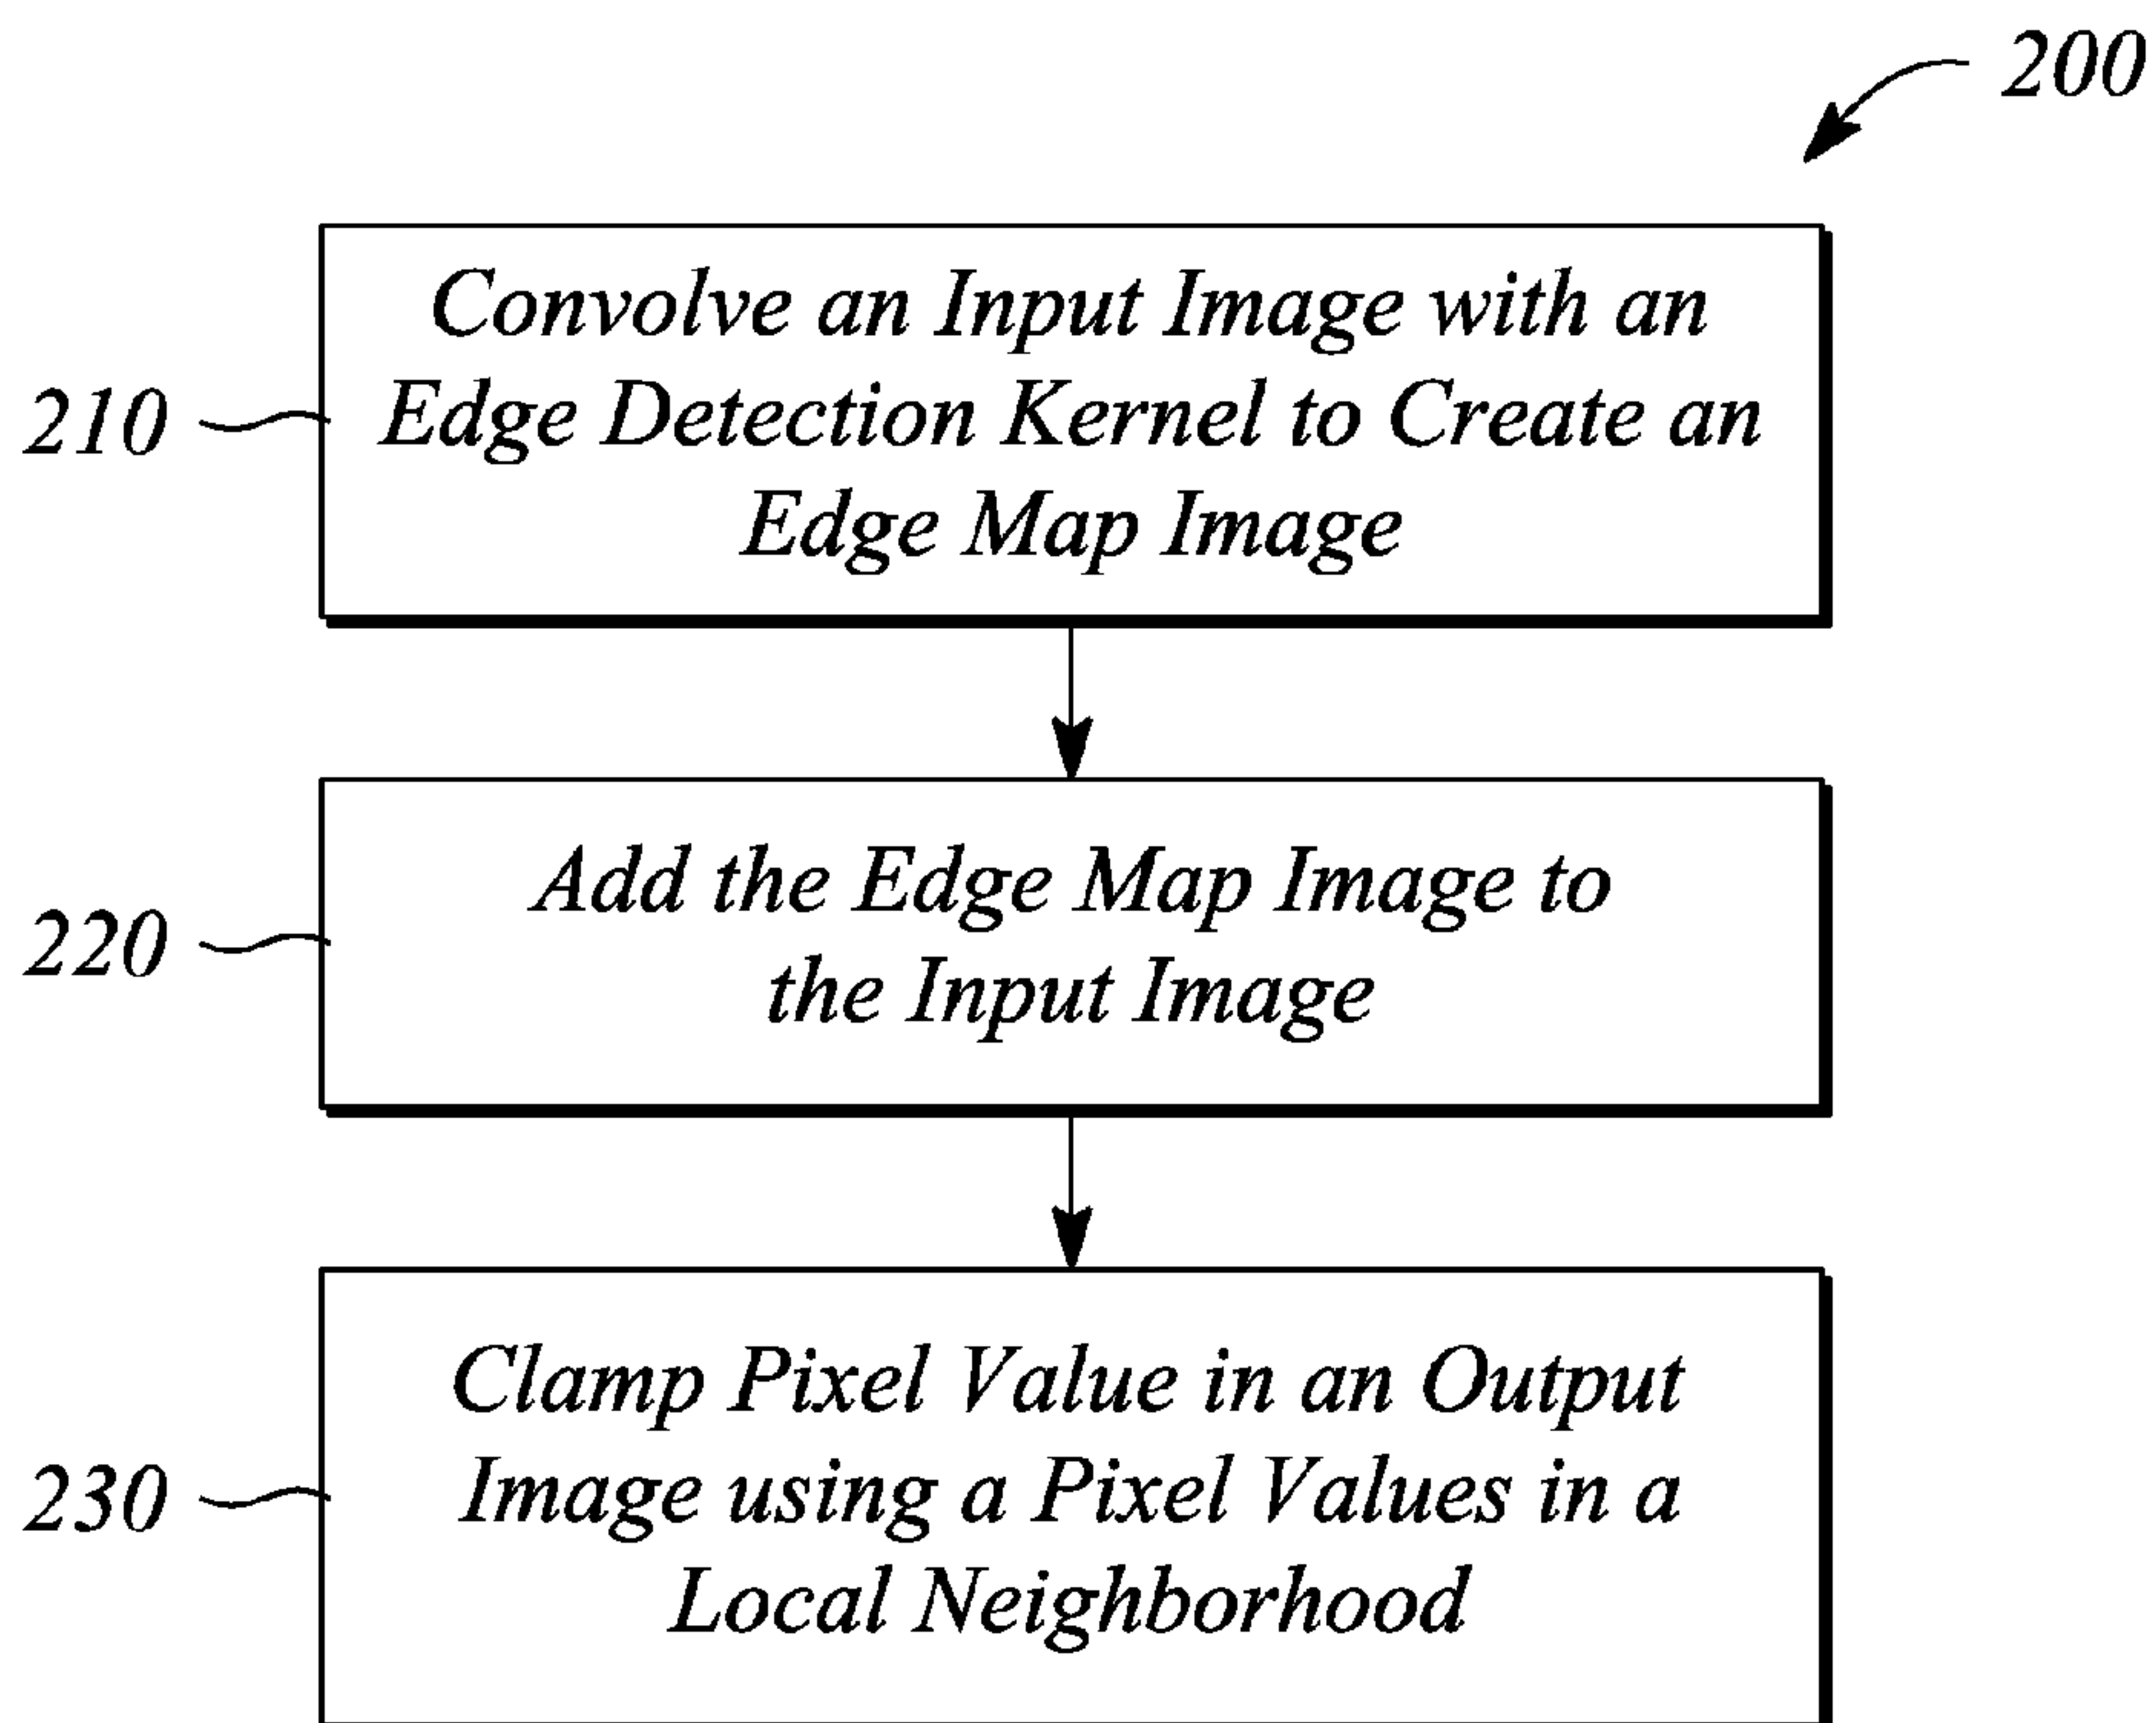 200
Convolve an Input Image with an
Edge Detection Kernel to Create an
Edge Map Image
210
Add the Edge Map Image to
the Input Image
220
Clamp Pixel Value in an Output
Image using a Pixel Values in a
Local Neighborhood
230